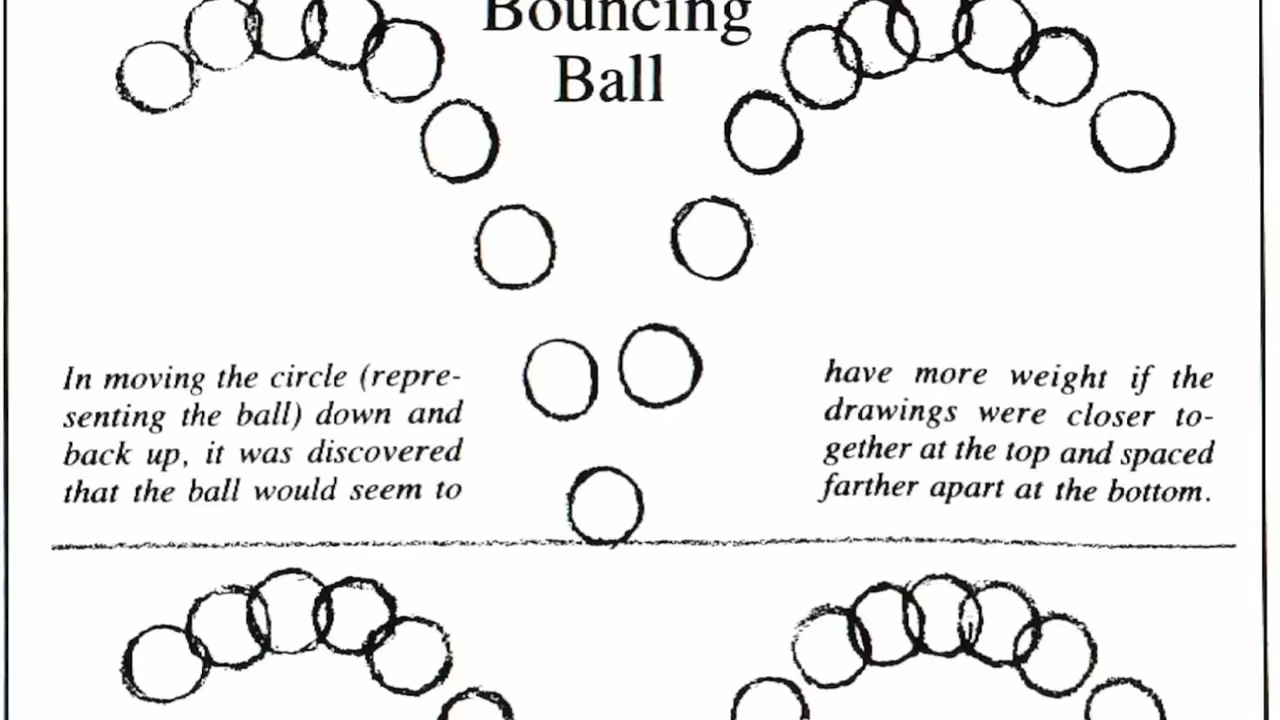 Bouncing
Ball
In moving the circle (repre-
senting the ball) down and
back up, it was discovered
that the ball would seem to
have more weight if the
drawings were closer to-
gether at the top and spaced
farther apart at the bottom.